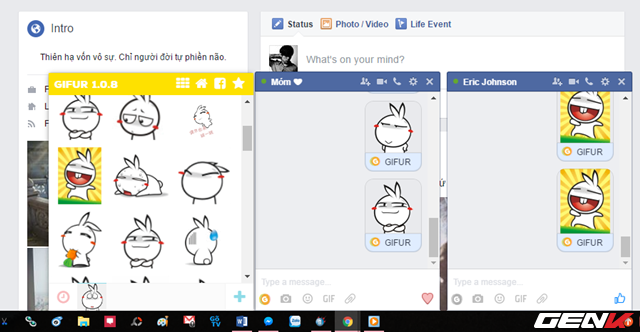 Intro
Thiên hạ vốn vô sự. Chỉ người đời tự phiền não.
Status
Photo / Video
Life Event
What's on your mind?
GIFUR 1.0.8
Móm
GIFUR
GIFUR
Type a message...
GIF
Eric Johnson
GIFUR
GIFUR
Type a message...
GIF
GENK